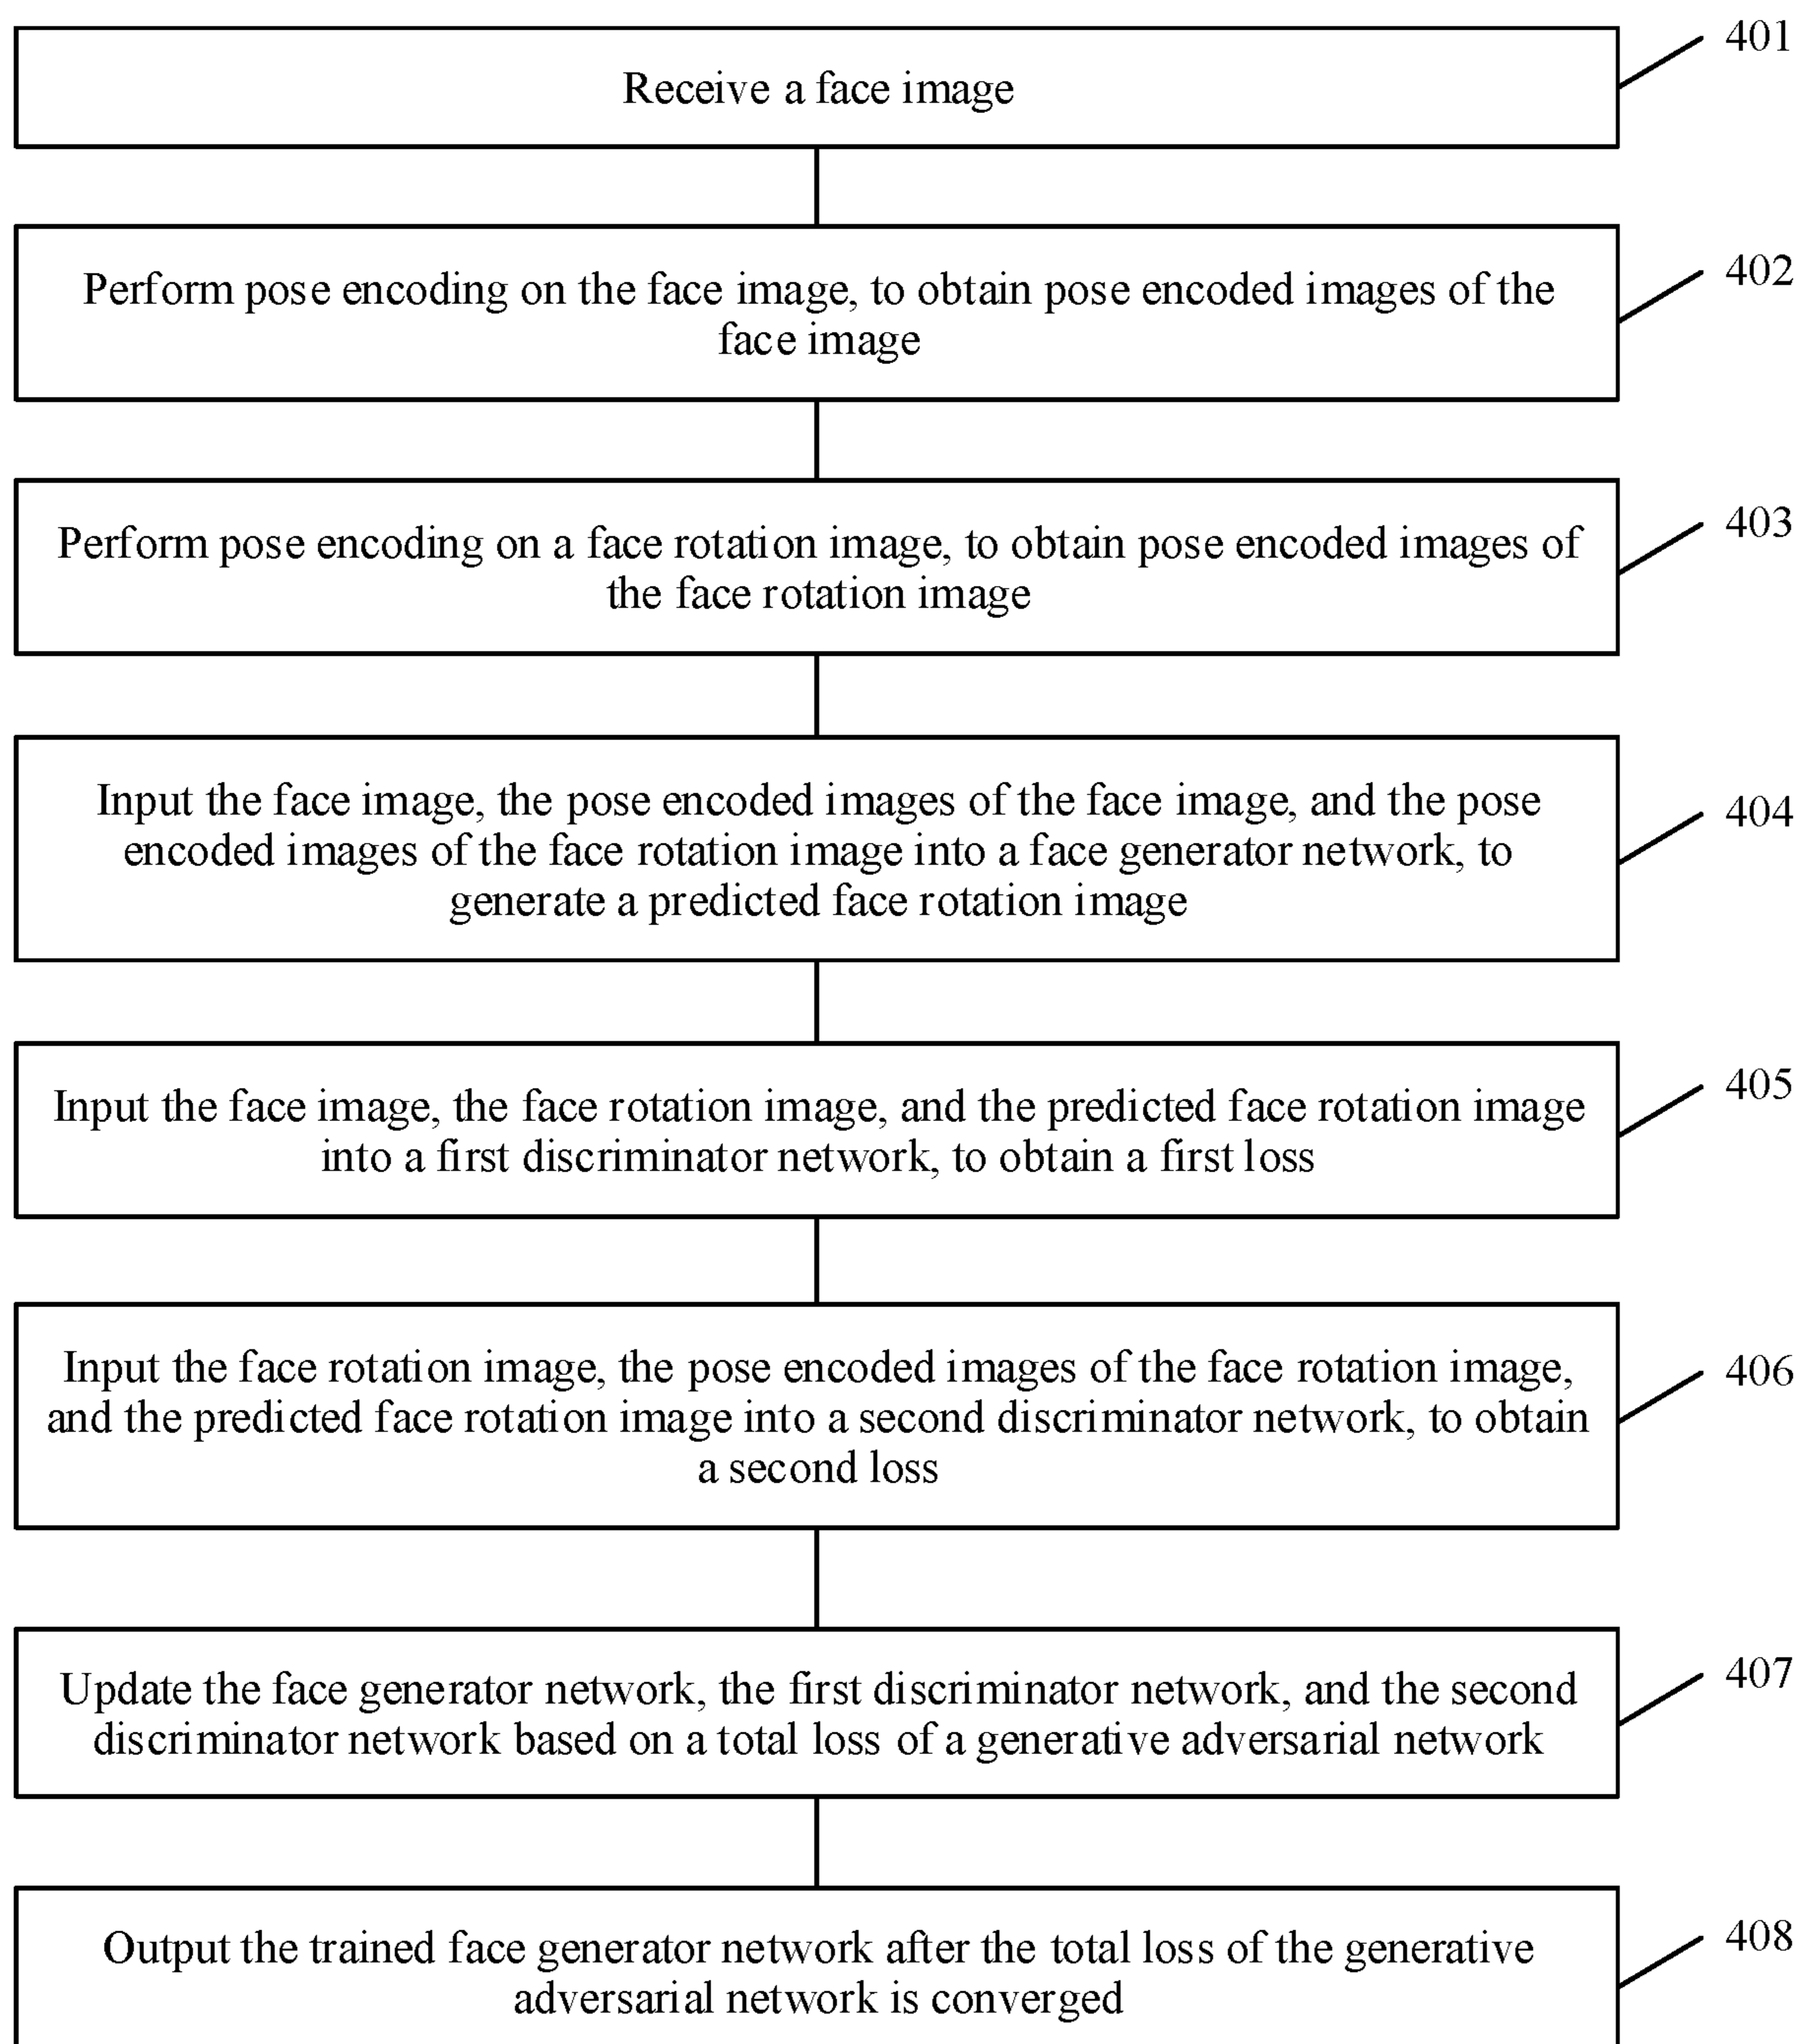 401
Receive a face image
402
Perform pose encoding on the face image, to obtain pose encoded images of the
face image
403
Perform pose encoding on a face rotation image, to obtain pose encoded images of
the face rotation image
404
Input the face image, the pose encoded images of the face image, and the pose
encoded images of the face rotation image into a face generator network, to
generate a predicted face rotation image
405
Input the face image, the face rotation image, and the predicted face rotation image
into a first discriminator network, to obtain a first loss
406
Input the face rotation image, the pose encoded images of the face rotation image,
and the predicted face rotation image into a second discriminator network, to obtain
a second loss
407
Update the face generator network, the first discriminator network, and the second
discriminator network based on a total loss of a generative adversarial network
408
Output the trained face generator network after the total loss of the generative
adversarial network is converged